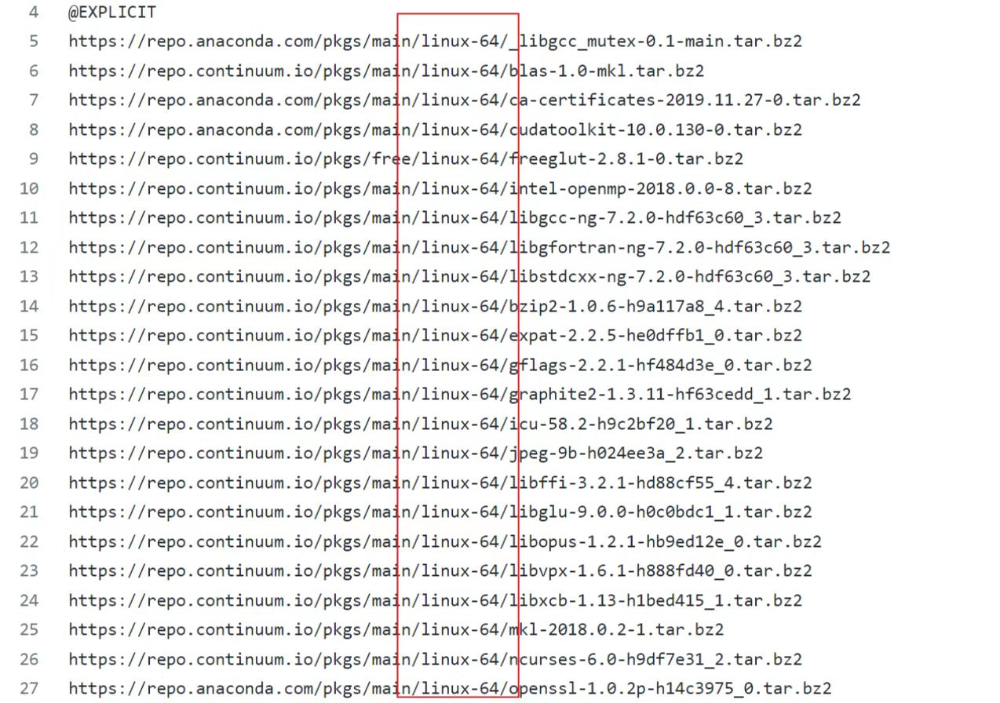 4 @EXPLICIT
5 https://repo.anaconda.com/pkgs/main/linux-64/_libgcc_mutex-0.1-main.tar.bz2
6 https://repo.continuum.io/pkgs/main/linux-64/blas-1.0-mkl.tar.bz2
7 https://repo.anaconda.com/pkgs/main/linux-64/ca-certificates-2019.11.27-0.tar.bz2
8 https://repo.anaconda.com/pkgs/main/linux-64/cudatoolkit-10.0.130-0.tar.bz2
9 https://repo.continuum.io/pkgs/free/linux-64/freeglut-2.8.1-0.tar.bz2
10 https://repo.continuum.io/pkgs/main/linux-64/intel-openmp-2018.0.0-8.tar.bz2
11 https://repo.continuum.io/pkgs/main/linux-64/libgcc-ng-7.2.0-hdf63c60_3.tar.bz2
12 https://repo.continuum.io/pkgs/main/linux-64/libgfortran-ng-7.2.0-hdf63c60_3.tar.bz2
13 https://repo.continuum.io/pkgs/main/linux-64/libstdcxx-ng-7.2.0-hdf63c60_3.tar.bz2
14 https://repo.continuum.io/pkgs/main/linux-64/bzip2-1.0.6-h9a117a8_4.tar.bz2
15 https://repo.continuum.io/pkgs/main/linux-64/expat-2.2.5-he0dffb1_0.tar.bz2
16 https://repo.continuum.io/pkgs/main/linux-64/gflags-2.2.1-hf484d3e_0.tar.bz2
17 https://repo.continuum.io/pkgs/main/linux-64/graphite2-1.3.11-hf63cedd_1.tar.bz2
18 https://repo.continuum.io/pkgs/main/linux-64/icu-58.2-h9c2bf20_1.tar.bz2
19 https://repo.continuum.io/pkgs/main/linux-64/jpeg-9b-h024ee3a_2.tar.bz2
20 https://repo.continuum.io/pkgs/main/linux-64/libffi-3.2.1-hd88cf55_4.tar.bz2
21 https://repo.continuum.io/pkgs/main/linux-64/libglu-9.0.0-h0c0bdc1_1.tar.bz2
22 https://repo.continuum.io/pkgs/main/linux-64/libopus-1.2.1-hb9ed12e_0.tar.bz2
23 https://repo.continuum.io/pkgs/main/linux-64/libvpx-1.6.1-h888fd40_0.tar.bz2
24 https://repo.continuum.io/pkgs/main/linux-64/libxcb-1.13-h1bed415_1.tar.bz2
25 https://repo.continuum.io/pkgs/main/linux-64/mkl-2018.0.2-1.tar.bz2
26 https://repo.continuum.io/pkgs/main/linux-64/ncurses-6.0-h9df7e31_2.tar.bz2
27 https://repo.anaconda.com/pkgs/main/linux-64/openssl-1.0.2p-h14c3975_0.tar.bz2